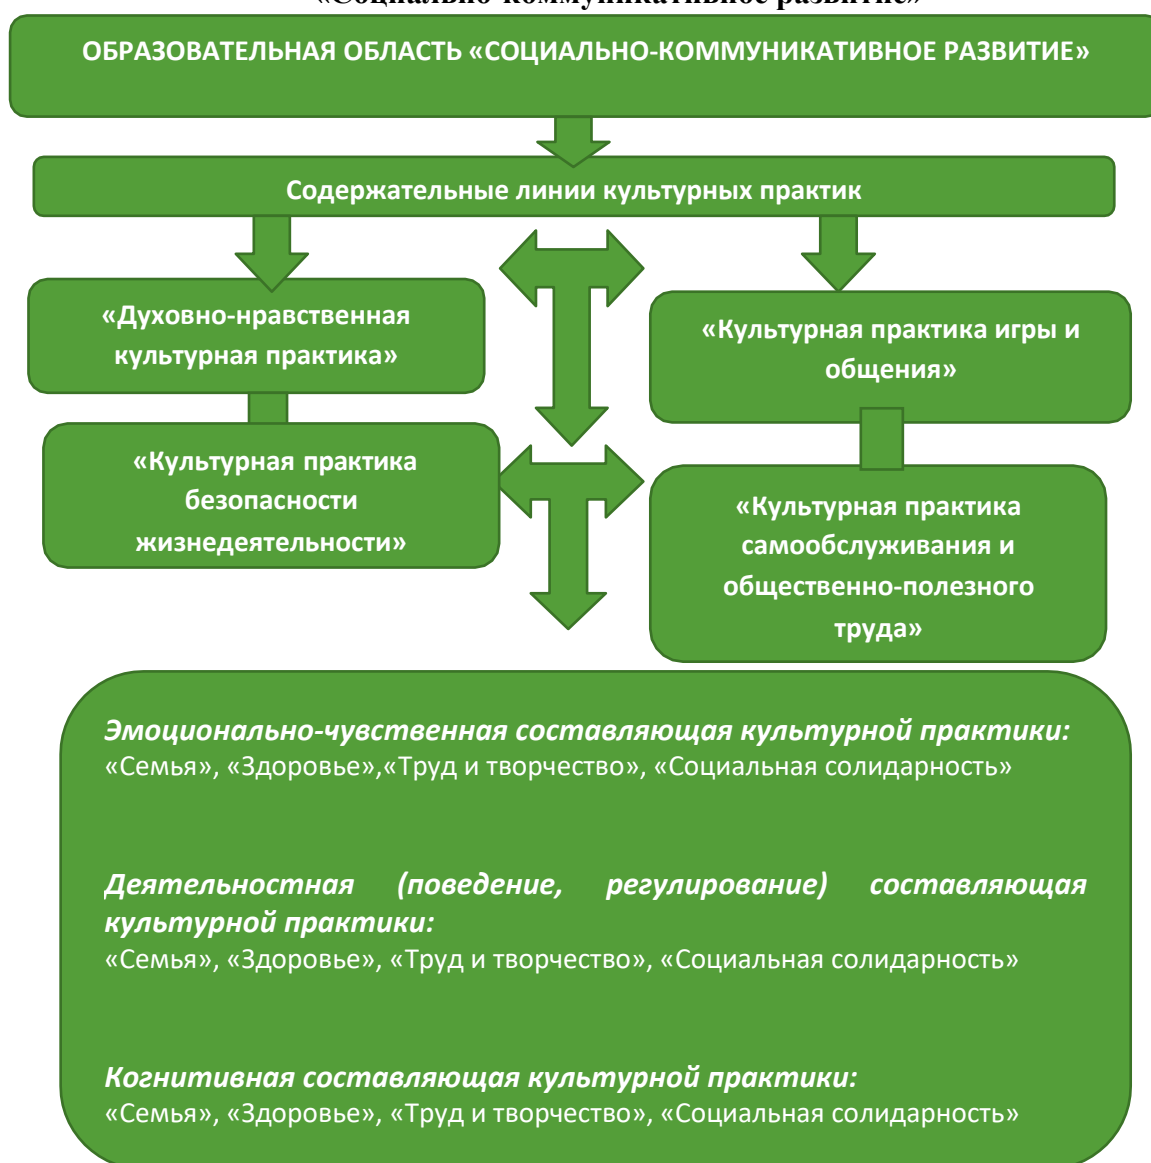 «Социально-коммуникативное развитие»
ОБРАЗОВАТЕЛЬНАЯ ОБЛАСТЬ «СОЦИАЛЬНО-КОММУНИКАТИВНОЕ РАЗВИТИЕ»
Содержательные линии культурных практик
«Духовно-нравственная
культурная практика»
«Культурная практика игры и
общения»
«Культурная практика
безопасности
жизнедеятельности»
«Культурная практика
самообслуживания и
общественно-полезного
труда»
Эмоционально-чувственная составляющая культурной практики:
«Семья», «Здоровье»,«Труд и творчество», «Социальная солидарность»
Деятельностная (поведение, регулирование) составляющая
культурной практики:
«Семья», «Здоровье», «Труд и творчество», «Социальная солидарность»
Когнитивная составляющая культурной практики:
«Семья», «Здоровье», «Труд и творчество», «Социальная солидарность»